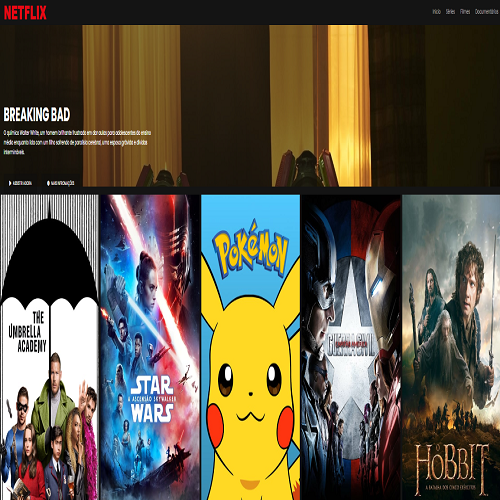 NETFLIX
Início Séries Filmes Documentários
BREAKING BAD
O químico Walter White, um homem brilhante frustrado em dar aulas para adolescentes do ensino
médio enquanto lida com um filho sofrendo de paralisia cerebral, uma esposa grávida e dívidas
intermináveis.
ASSISTIR AGORA MAIS INFORMAÇÕES
THE
UMBRELLA
ACADEMY
STAR
A ASCENSÃO SKYWALKER
WARS
POKéMON
GUERRA CIVIL
O HOBBIT
A BATALHA DOS CINCO EXÉRCITOS